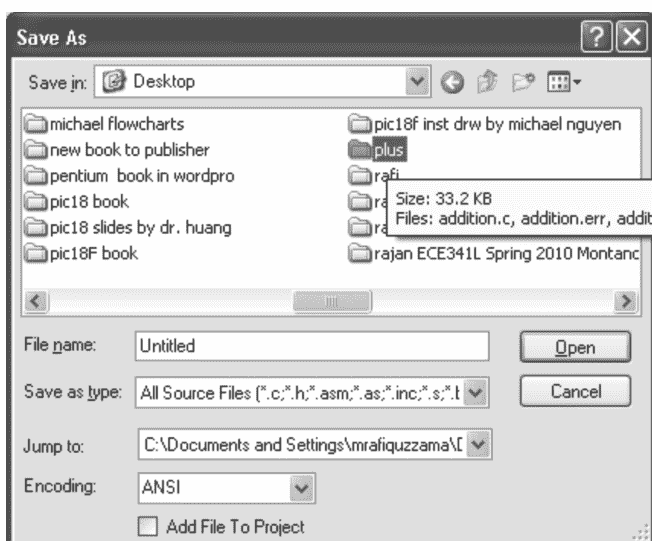 Save As
Save in: Desktop
michael flowcharts
new book to publisher
pentium book in wordpro
pic18 book
pic18 slides by dr. huang
pic18F book
pic18f inst drw by michael nguyen
plus
rafi
Size: 33.2 KB
Files: addition.c, addition.err, addit
rajan ECE341L Spring 2010 Montanc
File name: Untitled
Open
Save as type: All Source Files (*.c;*.h;*.asm;*.as;*.inc;*.s;*.t
Cancel
Jump to: C:\Documents and Settings\mrafiquzzama\D
Encoding: ANSI
Add File To Project